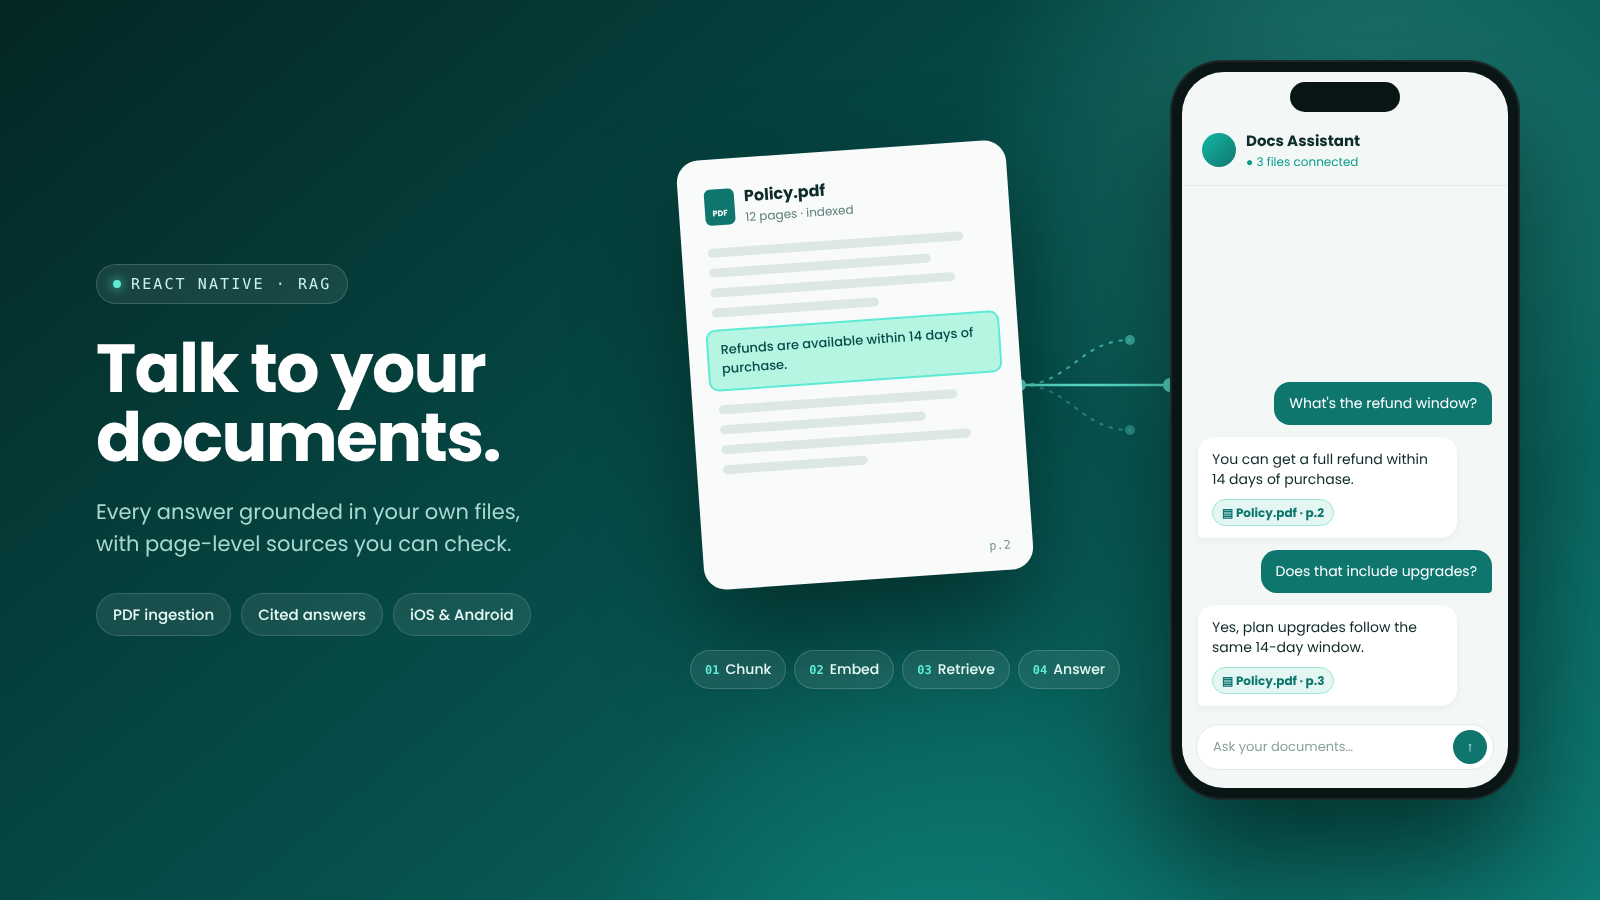 REACT NATIVE · RAG
Talk to your
documents.
Every answer grounded in your own files,
with page-level sources you can check.
PDF ingestion
Cited answers
iOS & Android
PDF
Policy.pdf
12 pages · indexed
Refunds are available within 14 days of
purchase.
p.2
01 Chunk
02 Embed
03 Retrieve
04 Answer
Docs Assistant
● 3 files connected
What's the refund window?
You can get a full refund within
14 days of purchase.
▤ Policy.pdf · p.2
Does that include upgrades?
Yes, plan upgrades follow the
same 14-day window.
▤ Policy.pdf · p.3
Ask your documents…
↑